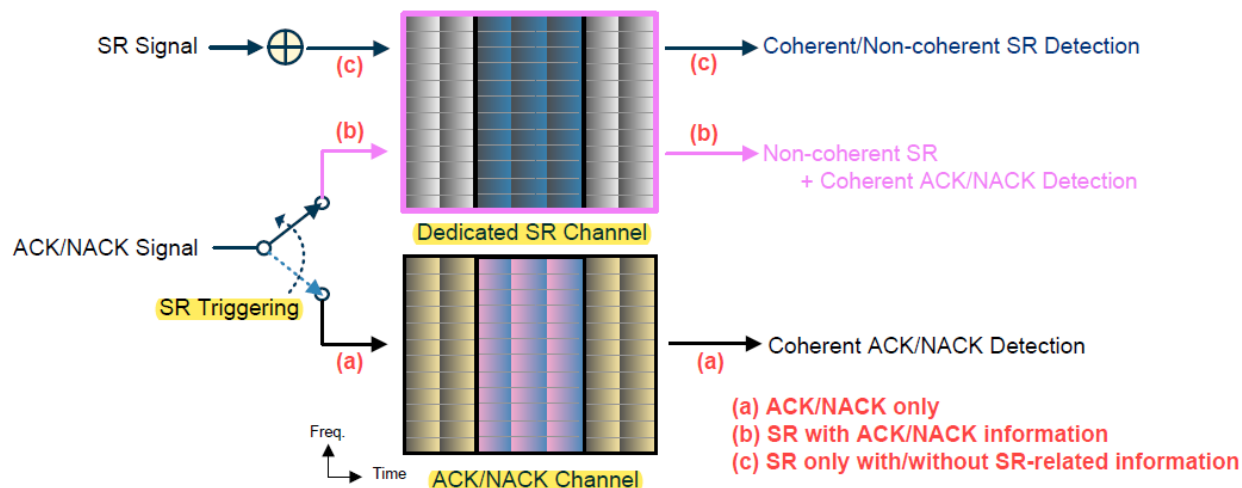 SR Signal
(c)
(c)
Coherent/Non-coherent SR Detection
(b)
(b)
Non-coherent SR
+ Coherent ACK/NACK Detection
Dedicated SR Channel
ACK/NACK Signal
SR Triggering
(a)
(a)
Coherent ACK/NACK Detection
(a) ACK/NACK only
(b) SR with ACK/NACK information
(c) SR only with/without SR-related information
Freq.
Time
ACK/NACK Channel